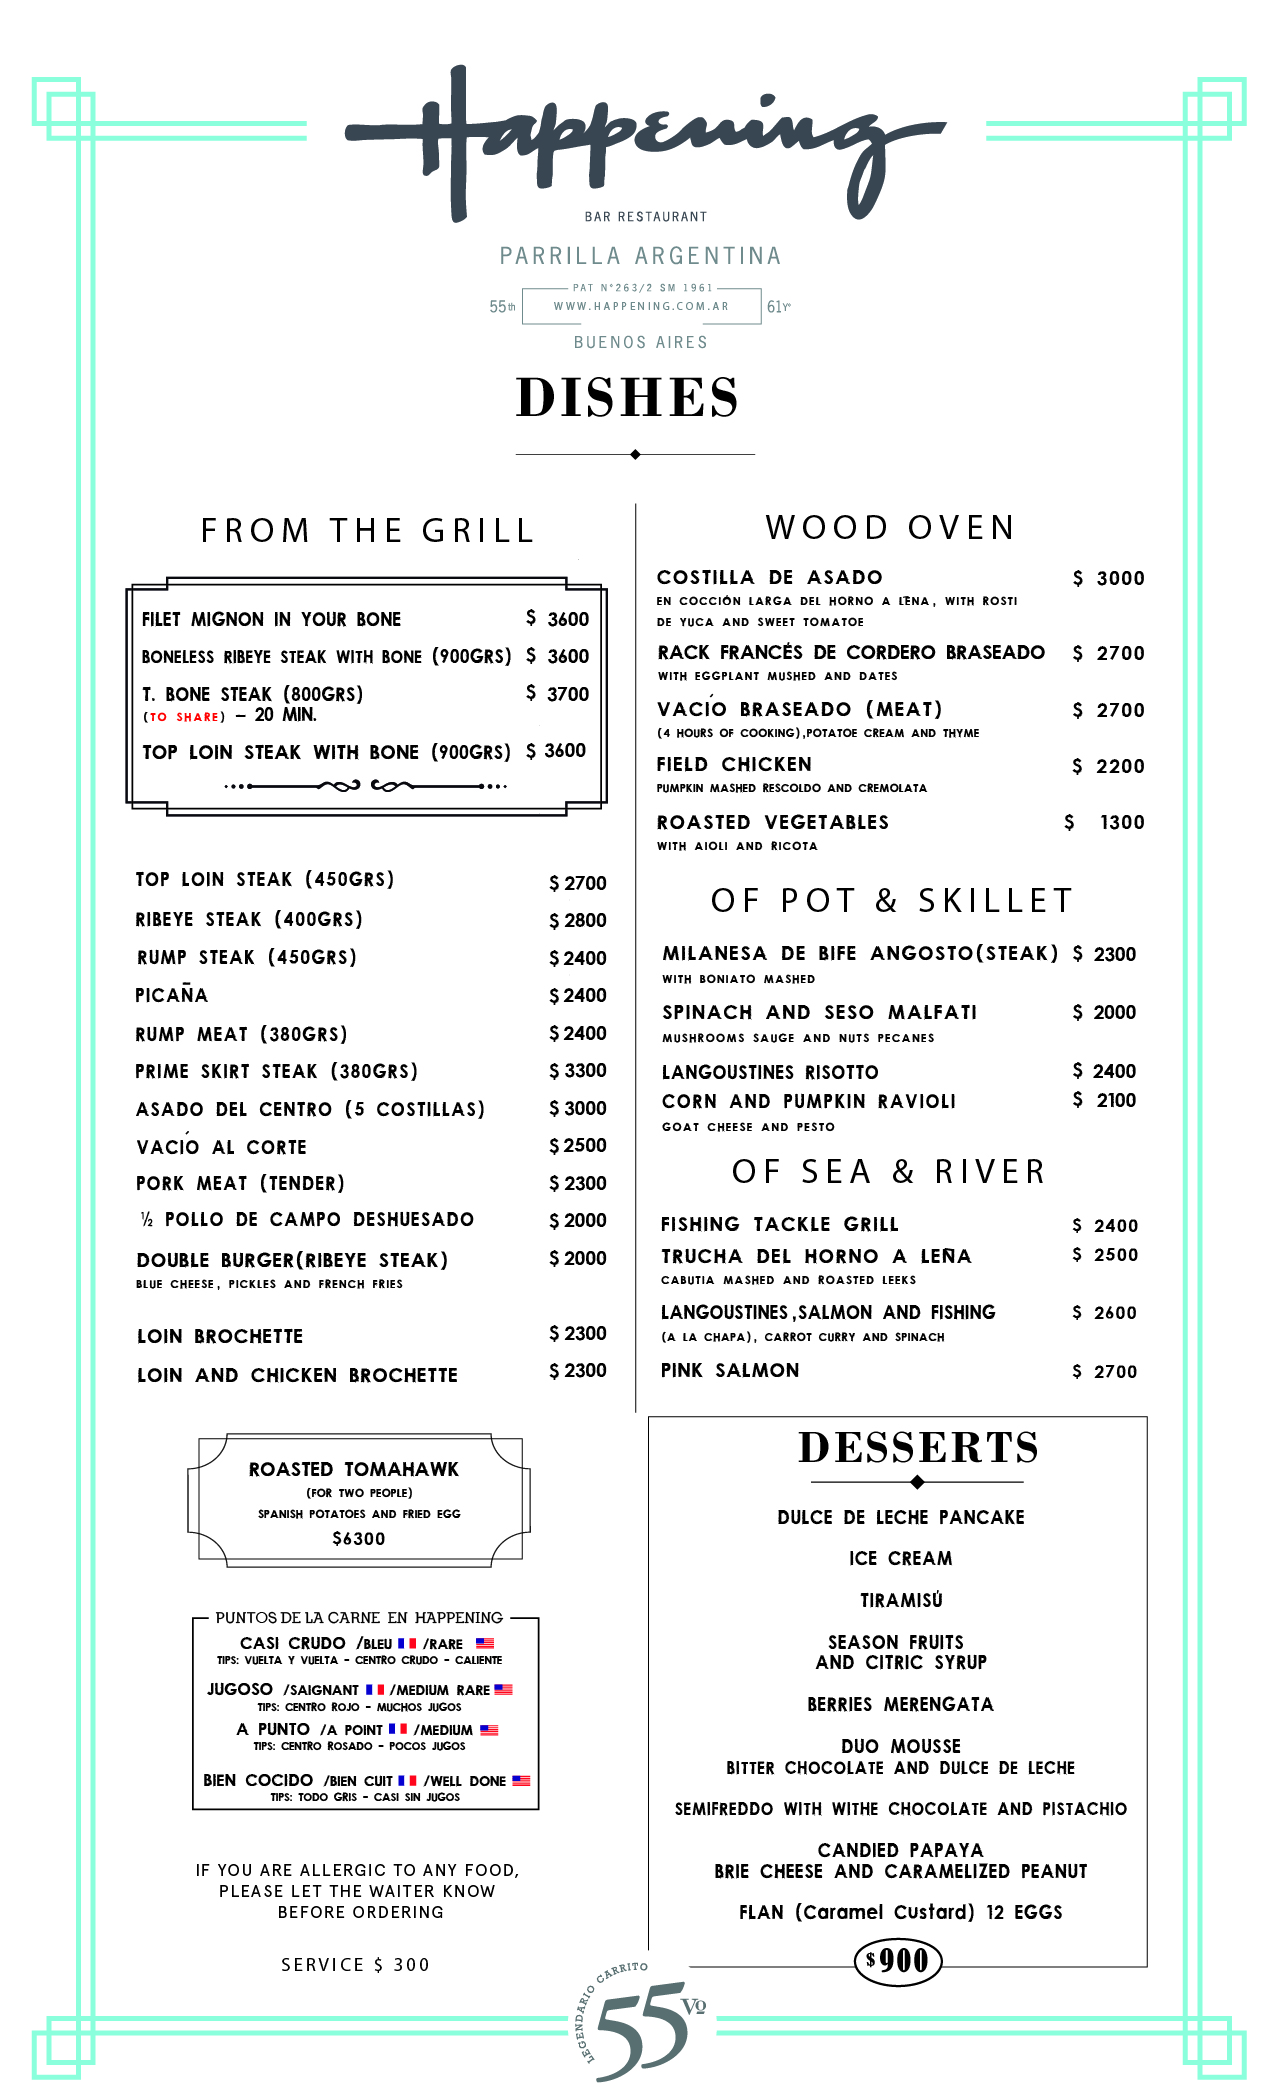 Happening
BAR RESTAURANT
PARRILLA ARGENTINA
PAT N°263/2 SM 1961
55th WWW.HAPPENING.COM.AR 61Yº
BUENOS AIRES
DISHES
FROM THE GRILL
FILET MIGNON IN YOUR BONE $ 3600
BONELESS RIBEYE STEAK WITH BONE (900GRS) $ 3600
T. BONE STEAK (800GRS) $ 3700
(TO SHARE) – 20 MIN.
TOP LOIN STEAK WITH BONE (900GRS) $ 3600
TOP LOIN STEAK (450GRS) $ 2700
RIBEYE STEAK (400GRS) $ 2800
RUMP STEAK (450GRS) $ 2400
PICAÑA $ 2400
RUMP MEAT (380GRS) $ 2400
PRIME SKIRT STEAK (380GRS) $ 3300
ASADO DEL CENTRO (5 COSTILLAS) $ 3000
VACÍO AL CORTE $ 2500
PORK MEAT (TENDER) $ 2300
½ POLLO DE CAMPO DESHUESADO $ 2000
DOUBLE BURGER(RIBEYE STEAK) $ 2000
BLUE CHEESE, PICKLES AND FRENCH FRIES
LOIN BROCHETTE $ 2300
LOIN AND CHICKEN BROCHETTE $ 2300
ROASTED TOMAHAWK
(FOR TWO PEOPLE)
SPANISH POTATOES AND FRIED EGG
$6300
PUNTOS DE LA CARNE EN HAPPENING
CASI CRUDO /BLEU /RARE
TIPS: VUELTA Y VUELTA - CENTRO CRUDO - CALIENTE
JUGOSO /SAIGNANT /MEDIUM RARE
TIPS: CENTRO ROJO - MUCHOS JUGOS
A PUNTO /A POINT /MEDIUM
TIPS: CENTRO ROSADO - POCOS JUGOS
BIEN COCIDO /BIEN CUIT /WELL DONE
TIPS: TODO GRIS - CASI SIN JUGOS
IF YOU ARE ALLERGIC TO ANY FOOD,
PLEASE LET THE WAITER KNOW
BEFORE ORDERING
SERVICE $ 300
WOOD OVEN
COSTILLA DE ASADO $ 3000
EN COCCIÓN LARGA DEL HORNO A LEÑA, WITH ROSTI
DE YUCA AND SWEET TOMATOE
RACK FRANCÉS DE CORDERO BRASEADO $ 2700
WITH EGGPLANT MUSHED AND DATES
VACÍO BRASEADO (MEAT) $ 2700
(4 HOURS OF COOKING),POTATOE CREAM AND THYME
FIELD CHICKEN $ 2200
PUMPKIN MASHED RESCOLDO AND CREMOLATA
ROASTED VEGETABLES $ 1300
WITH AIOLI AND RICOTA
OF POT & SKILLET
MILANESA DE BIFE ANGOSTO(STEAK) $ 2300
WITH BONIATO MASHED
SPINACH AND SESO MALFATI $ 2000
MUSHROOMS SAUGE AND NUTS PECANES
LANGOUSTINES RISOTTO $ 2400
CORN AND PUMPKIN RAVIOLI $ 2100
GOAT CHEESE AND PESTO
OF SEA & RIVER
FISHING TACKLE GRILL $ 2400
TRUCHA DEL HORNO A LEÑA $ 2500
CABUTIA MASHED AND ROASTED LEEKS
LANGOUSTINES,SALMON AND FISHING $ 2600
(A LA CHAPA), CARROT CURRY AND SPINACH
PINK SALMON $ 2700
DESSERTS
DULCE DE LECHE PANCAKE
ICE CREAM
TIRAMISÚ
SEASON FRUITS
AND CITRIC SYRUP
BERRIES MERENGATA
DUO MOUSSE
BITTER CHOCOLATE AND DULCE DE LECHE
SEMIFREDDO WITH WITHE CHOCOLATE AND PISTACHIO
CANDIED PAPAYA
BRIE CHEESE AND CARAMELIZED PEANUT
FLAN (Caramel Custard) 12 EGGS
$900
LEGENDARIO CARRITO
55 Vº